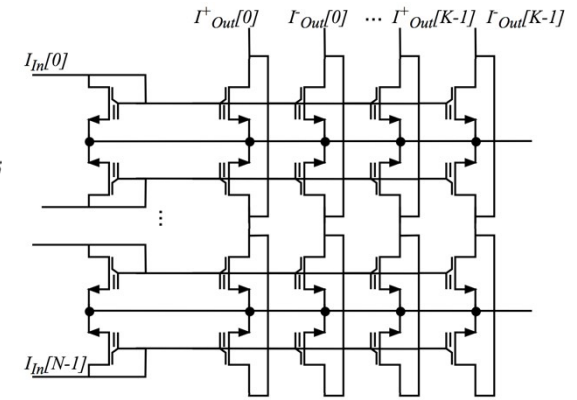 I⁺Out[0] I⁻Out[0] ··· I⁺Out[K-1] I⁻Out[K-1]
IIn[0]
⋮
IIn[N-1]